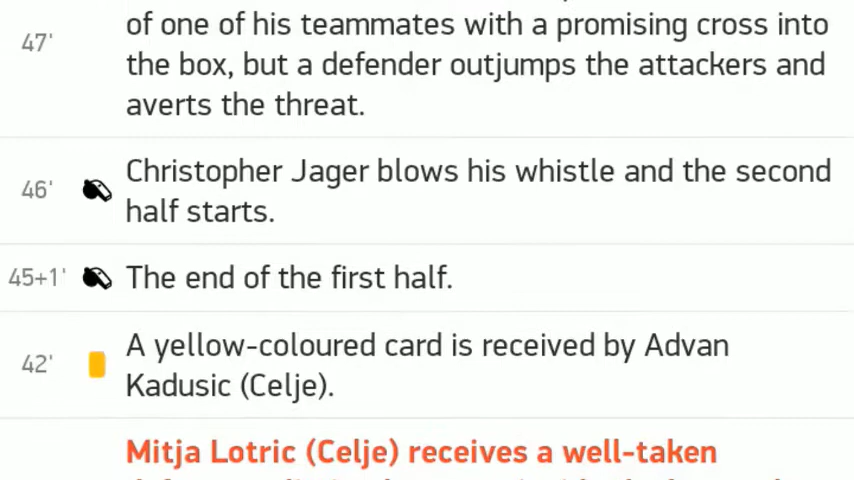 of one of his teammates with a promising cross into
47'
the box, but a defender outjumps the attackers and
averts the threat.
Christopher Jager blows his whistle and the second
46'
half starts.
45+1' The end of the first half.
A yellow-coloured card is received by Advan
42'
Kadusic (Celje).
Mitja Lotric (Celje) receives a well-taken